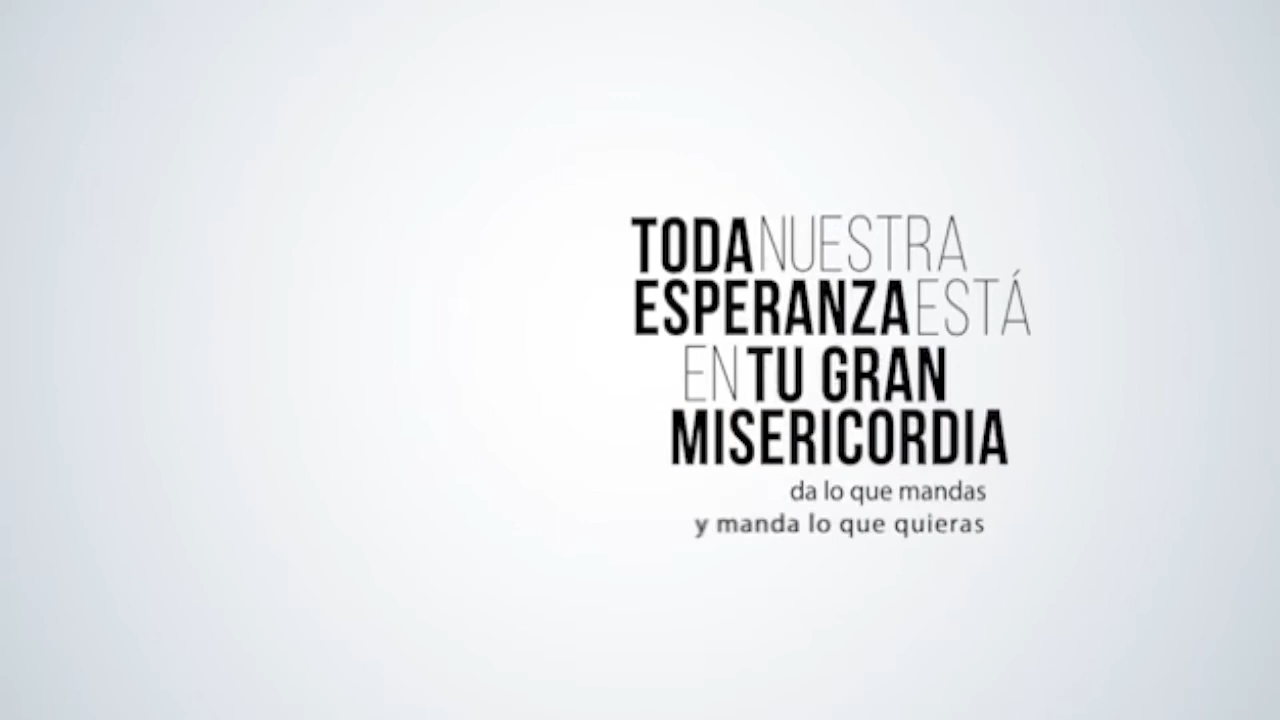 TODA NUESTRA
ESPERANZA ESTÁ
EN TU GRAN
MISERICORDIA
da lo que mandas
y manda lo que quieras